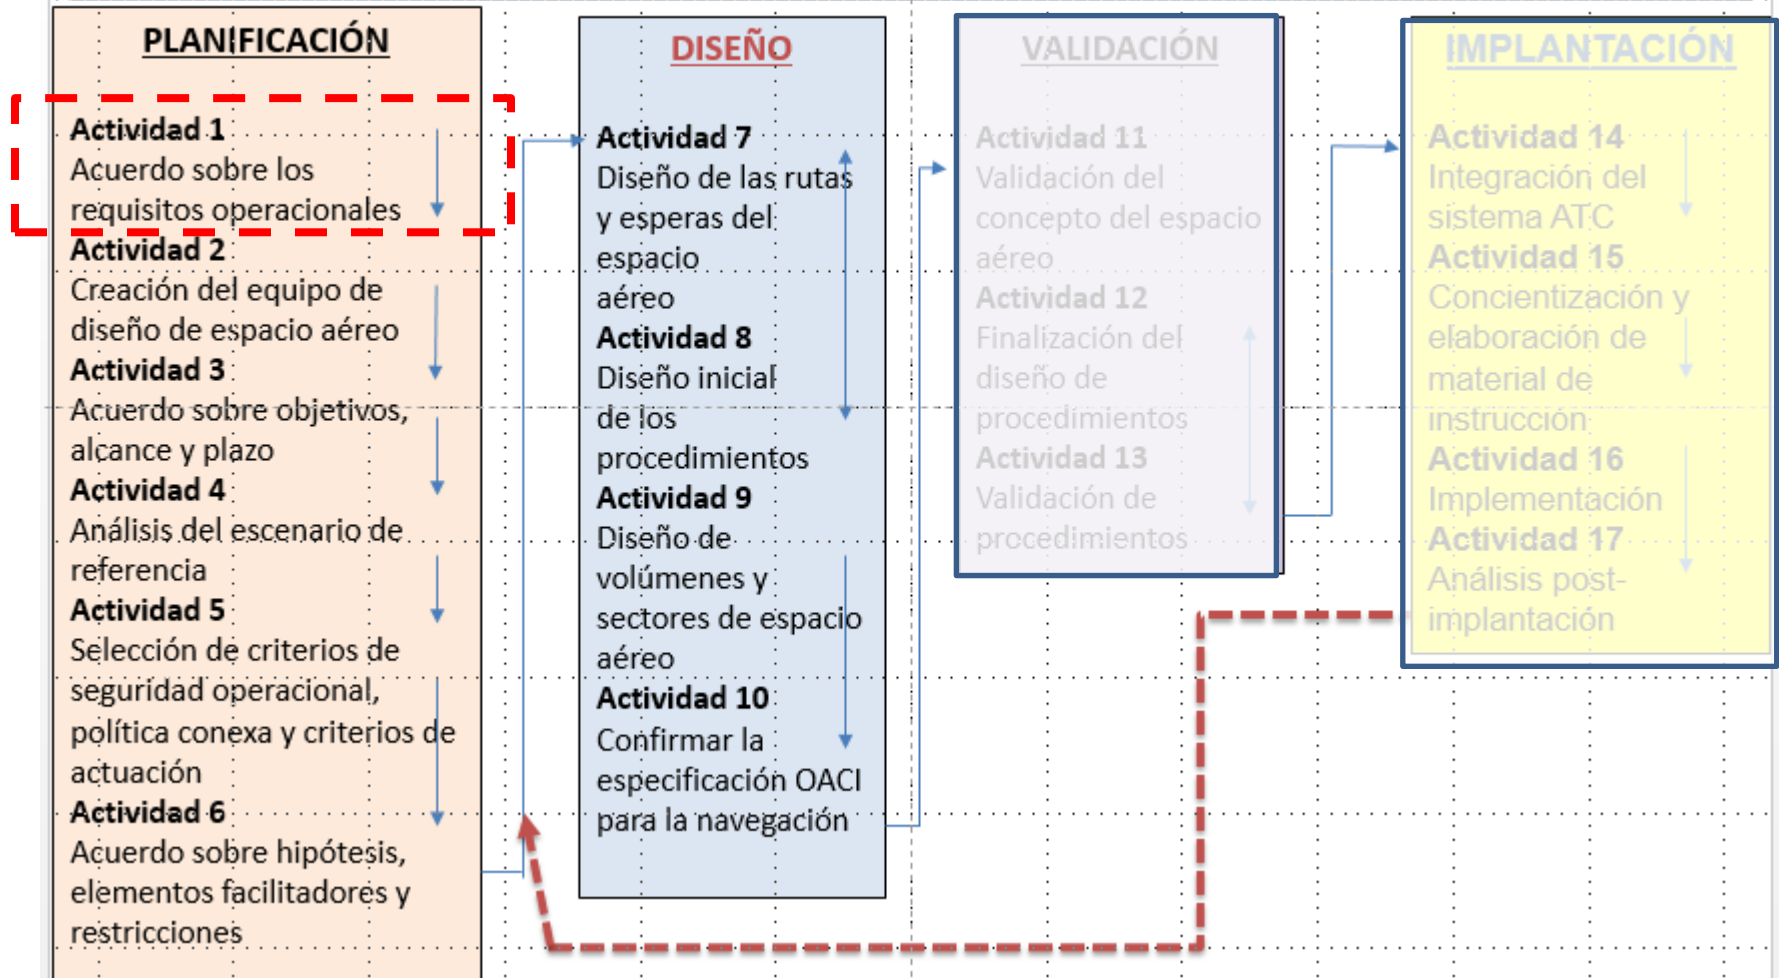 PLANIFICACIÓN
Actividad 1
Acuerdo sobre los
requisitos operacionales
Actividad 2
Creación del equipo de
diseño de espacio aéreo
Actividad 3
Acuerdo sobre objetivos,
alcance y plazo
Actividad 4
Análisis del escenario de
referencia
Actividad 5
Selección de criterios de
seguridad operacional,
política conexa y criterios de
actuación
Actividad 6
Acuerdo sobre hipótesis,
elementos facilitadores y
restricciones
DISEÑO
Actividad 7
Diseño de las rutas
y esperas del
espacio
aéreo
Actividad 8
Diseño inicial
de los
procedimientos
Actividad 9
Diseño de
volúmenes y
sectores de espacio
aéreo
Actividad 10
Confirmar la
especificación OACI
para la navegación
VALIDACIÓN
Actividad 11
Validación del
concepto del espacio
aéreo
Actividad 12
Finalización del
diseño de
procedimientos
Actividad 13
Validación de
procedimientos
IMPLANTACIÓN
Actividad 14
Integración del
sistema ATC
Actividad 15
Concientización y
elaboración de
material de
instrucción
Actividad 16
Implementación
Actividad 17
Análisis post-
implantación